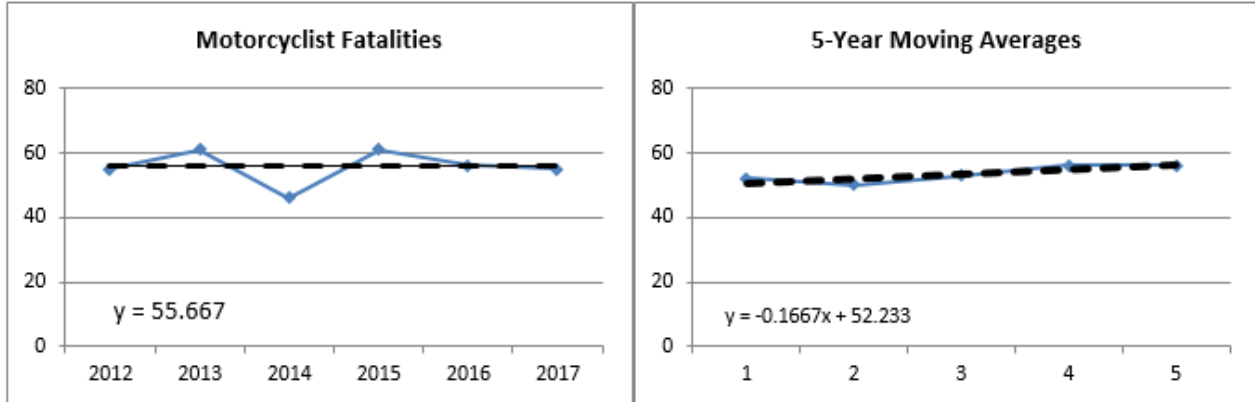 Motorcyclist Fatalities
80
60
40
20
0
y = 55.667
2012 2013 2014 2015 2016 2017
5-Year Moving Averages
80
60
40
20
0
y = -0.1667x + 52.233
1 2 3 4 5